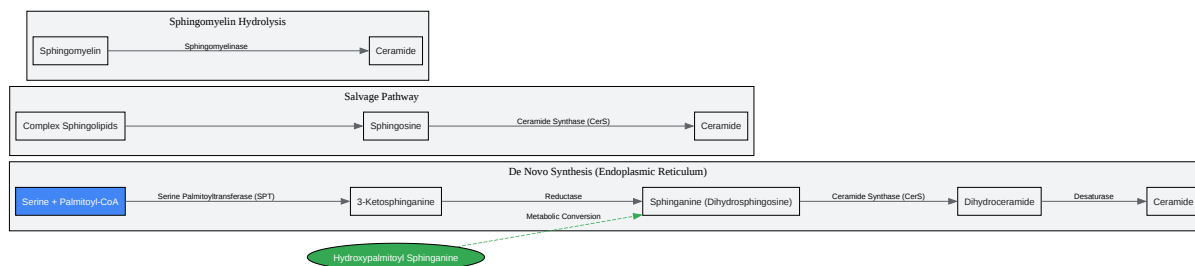 Sphingomyelin Hydrolysis
Sphingomyelin
Sphingomyelinase
Ceramide
Salvage Pathway
Complex Sphingolipids
Sphingosine
Ceramide Synthase (CerS)
Ceramide
De Novo Synthesis (Endoplasmic Reticulum)
Serine + Palmitoyl-CoA
Serine Palmitoyltransferase (SPT)
3-Ketosphinganine
Reductase
Sphinganine (Dihydrosphingosine)
Ceramide Synthase (CerS)
Dihydroceramide
Desaturase
Ceramide
Metabolic Conversion
Hydroxypalmitoyl Sphinganine